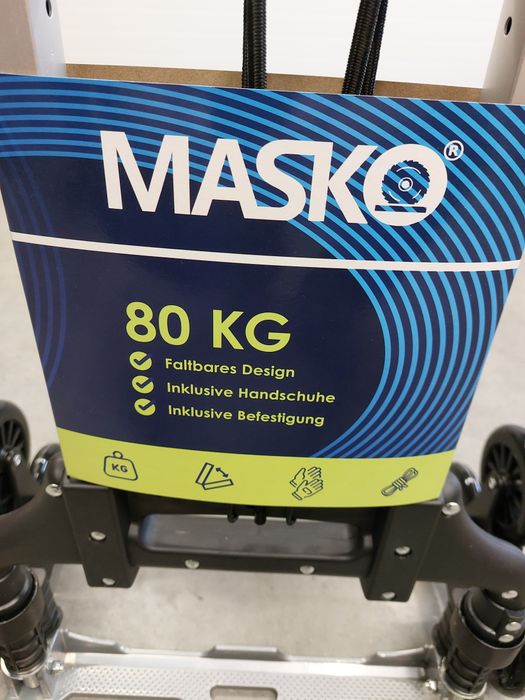 MASKO®
80 KG
Faltbares Design
Inklusive Handschuhe
Inklusive Befestigung
KG